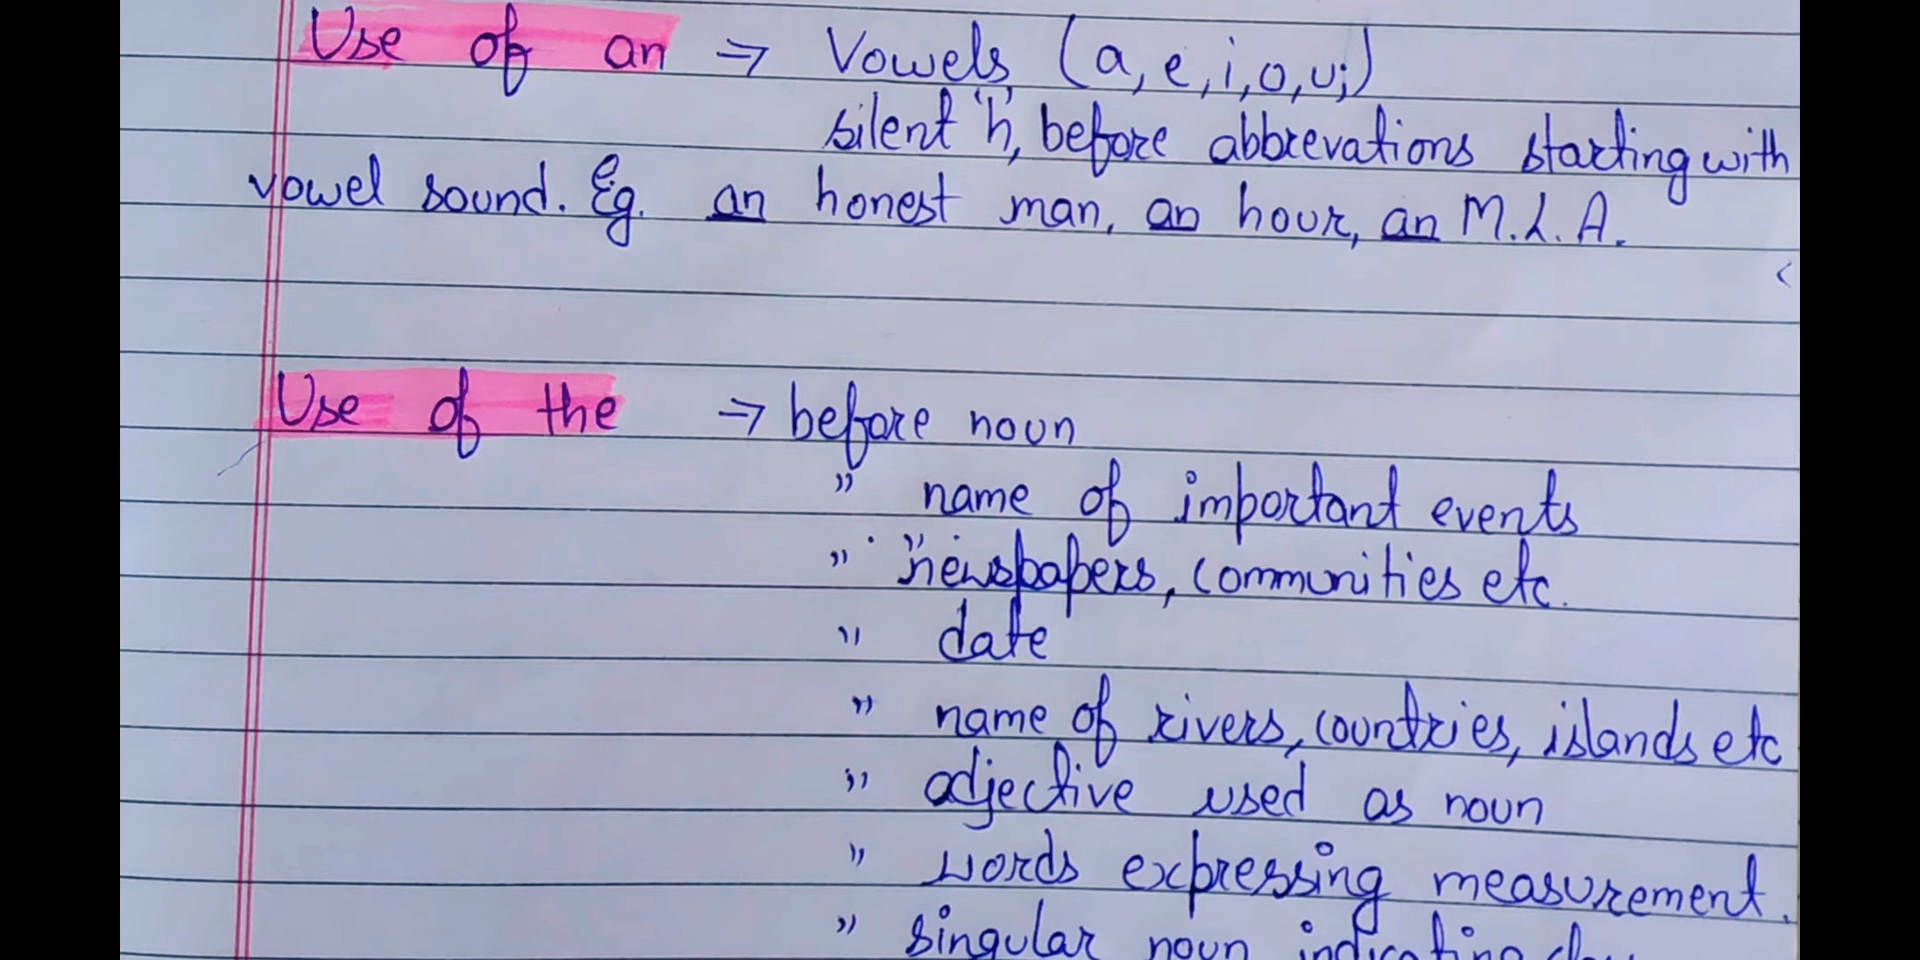 Use of an ⇒ Vowels (a, e, i, o, u,)
silent 'h', before abbrevations starting with
vowel sound. Eg. an honest man, an hour, an M.L.A.
Use of the ⇒ before noun
" name of important events
" " newspapers, communities etc.
" date
" name of rivers, countries, islands etc
" adjective used as noun
" words expressing measurement.
" singular noun indicating